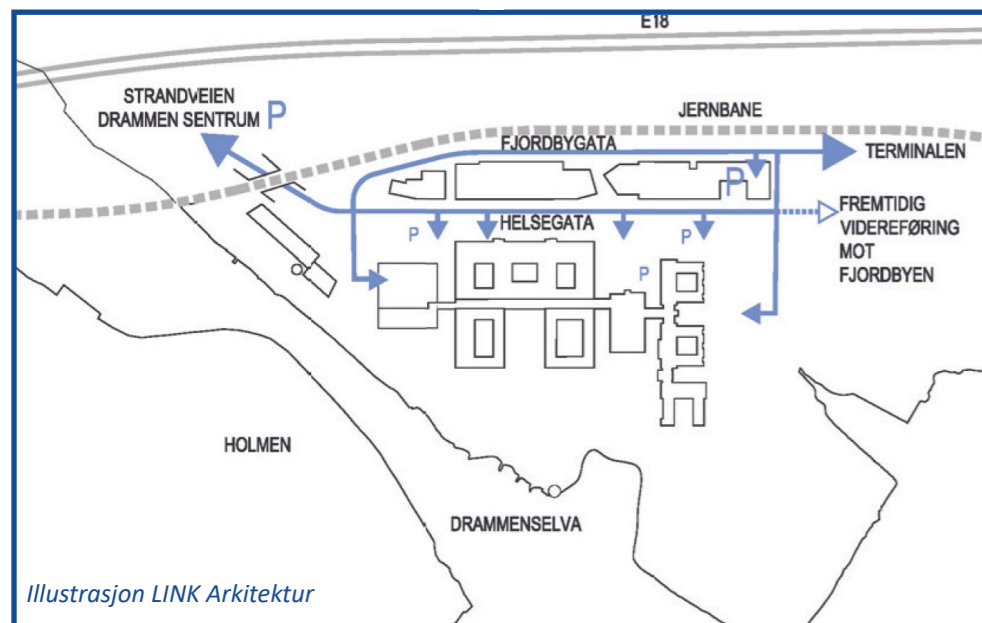 E18
STRANDVEIEN
DRAMMEN SENTRUM P
JERNBANE
FJORDBYGATA
TERMINALEN
P
FREMTIDIG
VIDEREFØRING
MOT
FJORDBYEN
P
HELSEGATA
P
P
HOLMEN
DRAMMENSELVA
Illustrasjon LINK Arkitektur